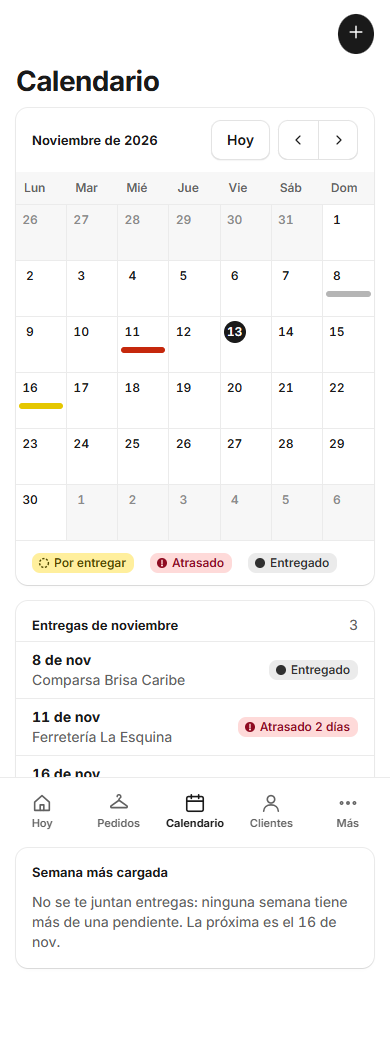 Calendario
Noviembre de 2026
Hoy
Lun Mar Mié Jue Vie Sáb Dom
26 27 28 29 30 31 1
2 3 4 5 6 7 8
9 10 11 12 13 14 15
16 17 18 19 20 21 22
23 24 25 26 27 28 29
30 1 2 3 4 5 6
Por entregar Atrasado Entregado
Entregas de noviembre 3
8 de nov
Comparsa Brisa Caribe
Entregado
11 de nov
Ferretería La Esquina
Atrasado 2 días
16 de nov
Hoy Pedidos Calendario Clientes Más
Semana más cargada
No se te juntan entregas: ninguna semana tiene
más de una pendiente. La próxima es el 16 de
nov.